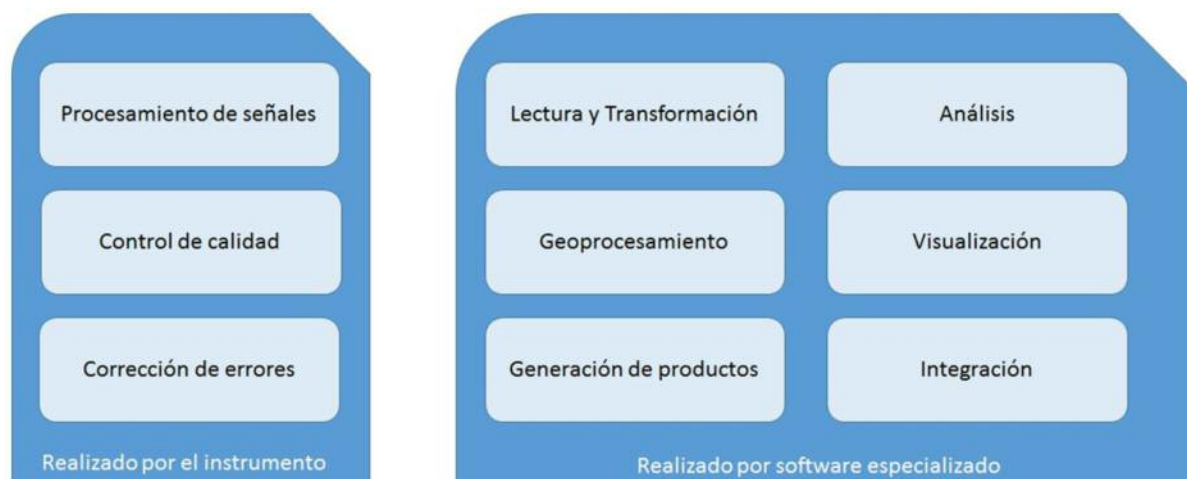 Procesamiento de señales
Control de calidad
Corrección de errores
Realizado por el instrumento
Lectura y Transformación
Análisis
Geoprocesamiento
Visualización
Generación de productos
Integración
Realizado por software especializado